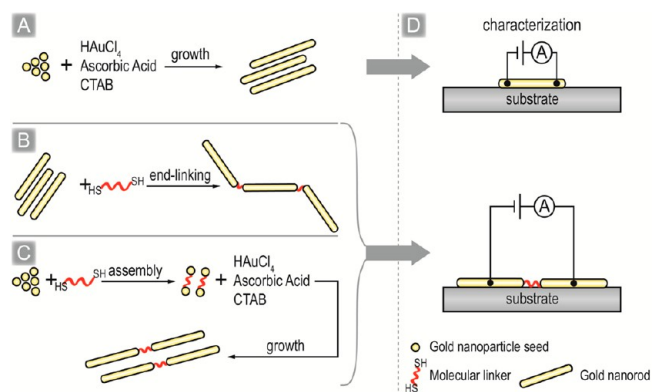 A
HAuCl4
Ascorbic Acid
CTAB
+
growth
B
+
HS
SH
end-linking
C
+
HS
SH
assembly
+
HAuCl4
Ascorbic Acid
CTAB
growth
D
characterization
A
substrate
A
substrate
Gold nanoparticle seed
SH
HS
Molecular linker
Gold nanorod